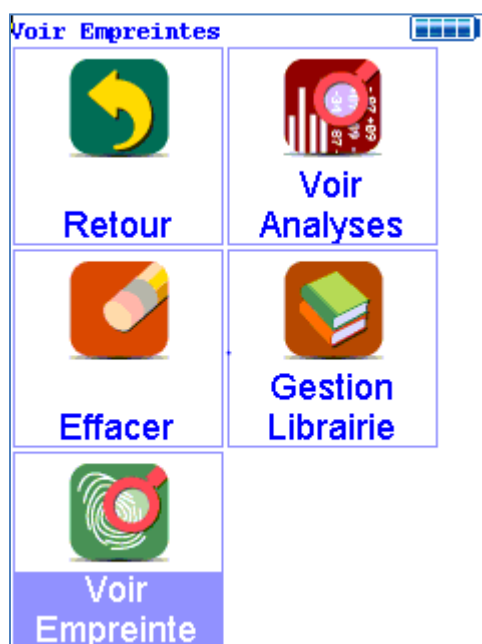 Voir Empreintes
Retour
Voir
Analyses
Effacer
Gestion
Librairie
Voir
Empreinte